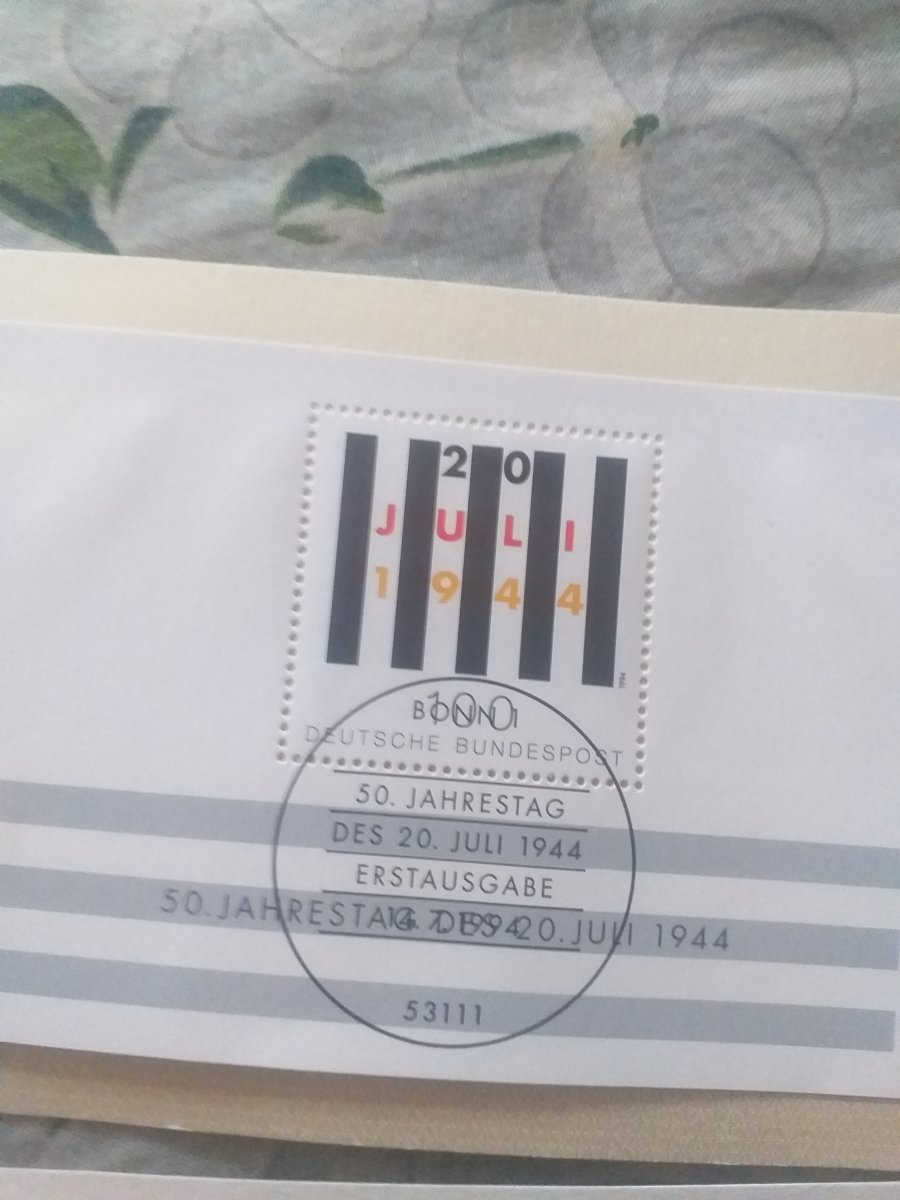 20
JULI
1944
1994
100
BONN 1
DEUTSCHE BUNDESPOST
50. JAHRESTAG
DES 20. JULI 1944
ERSTAUSGABE
14.7.1994
50. JAHRESTAG DES 20. JULI 1944
53111